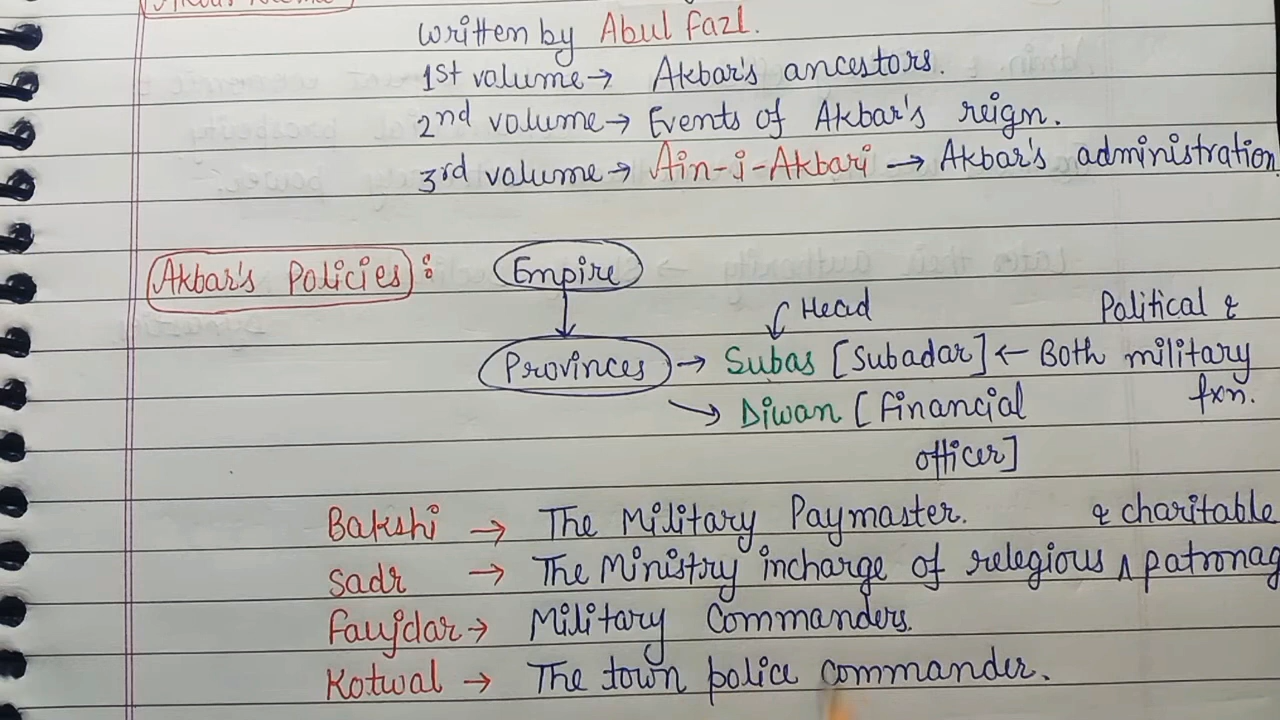 written by Abul Fazl.
1st volume → Akbar's ancestors.
2nd volume → Events of Akbar's reign.
3rd volume → Ain-i-Akbari → Akbar's administration.
Akbar's Policies : Empire
Head Political &
Provinces → Subas [Subadar] ← Both military
fxn.
→ Diwan [Financial
officer]
Bakshi → The Military Paymaster.
& charitable
Sadr → The Ministry incharge of relegious ∧ patronag
Faujdar → Military Commanders.
Kotwal → The town police commander.